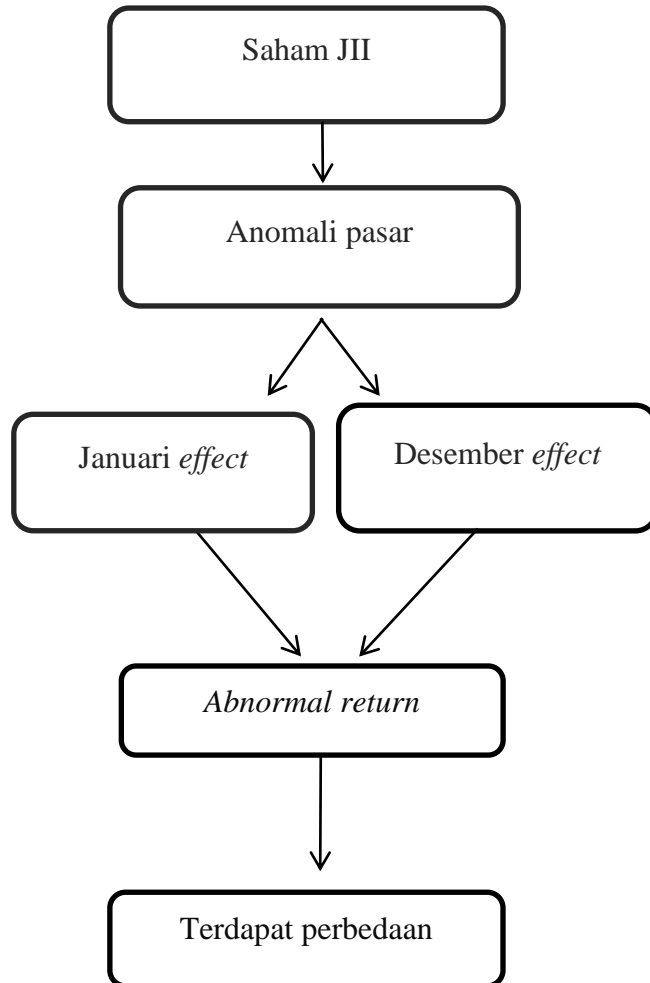 Saham JII
Anomali pasar
Januari effect
Desember effect
Abnormal return
Terdapat perbedaan